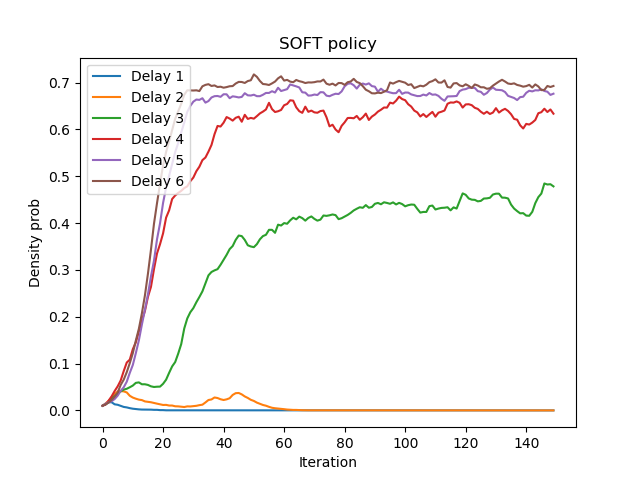 SOFT policy
Delay 1
Delay 2
Delay 3
Delay 4
Delay 5
Delay 6
Density prob
0.7
0.6
0.5
0.4
0.3
0.2
0.1
0.0
0 20 40 60 80 100 120 140
Iteration